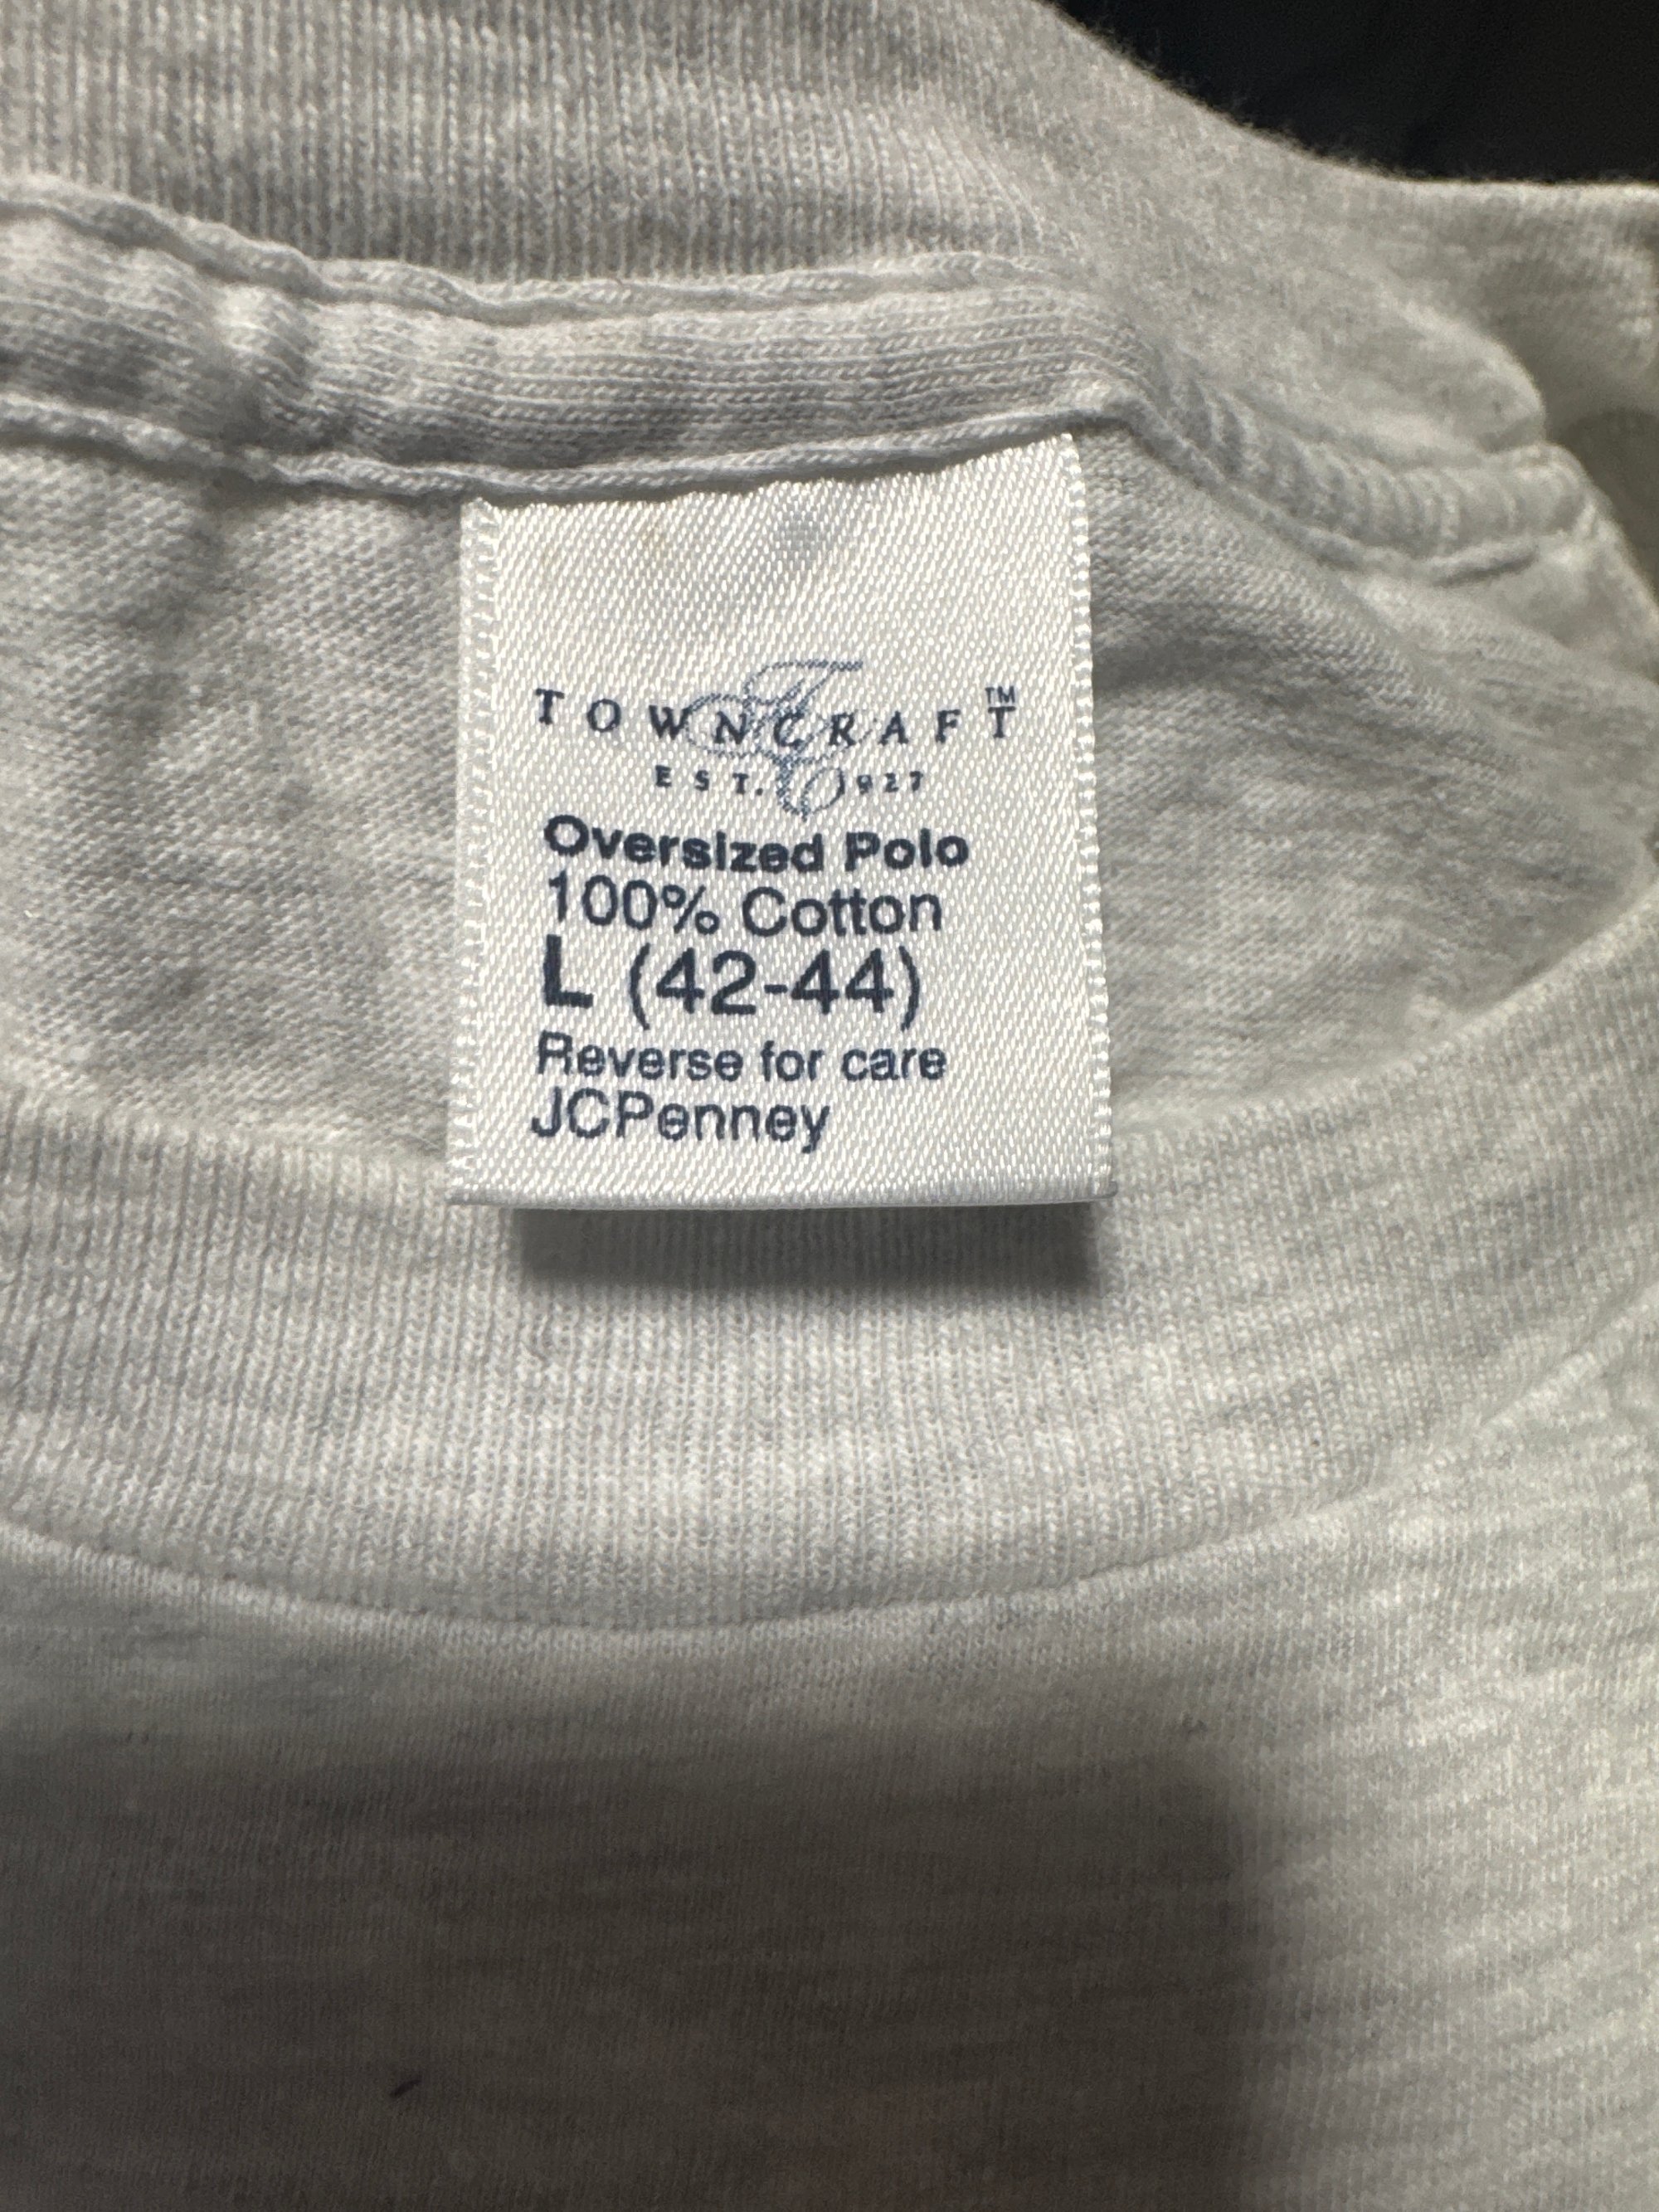 TOWNCRAFT™
EST. 1927
Oversized Polo
100% Cotton
L (42-44)
Reverse for care
JCPenney